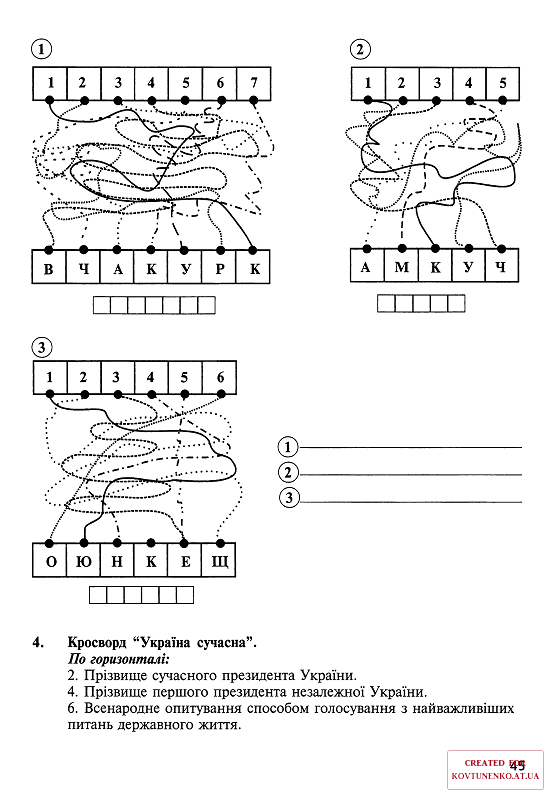 1 2
1 2 3 4 5 6 7
1 2 3 4 5
В Ч А К У Р К
А М К У Ч
3
1 2 3 4 5 6
1
2
3
О Ю Н К Е Щ
4. Кросворд “Україна сучасна”.
По горизонталі:
2. Прізвище сучасного президента України.
4. Прізвище першого президента незалежної України.
6. Всенародне опитування способом голосування з найважливіших
питань державного життя.
45
CREATED FOR
KOVTUNENKO.AT.UA